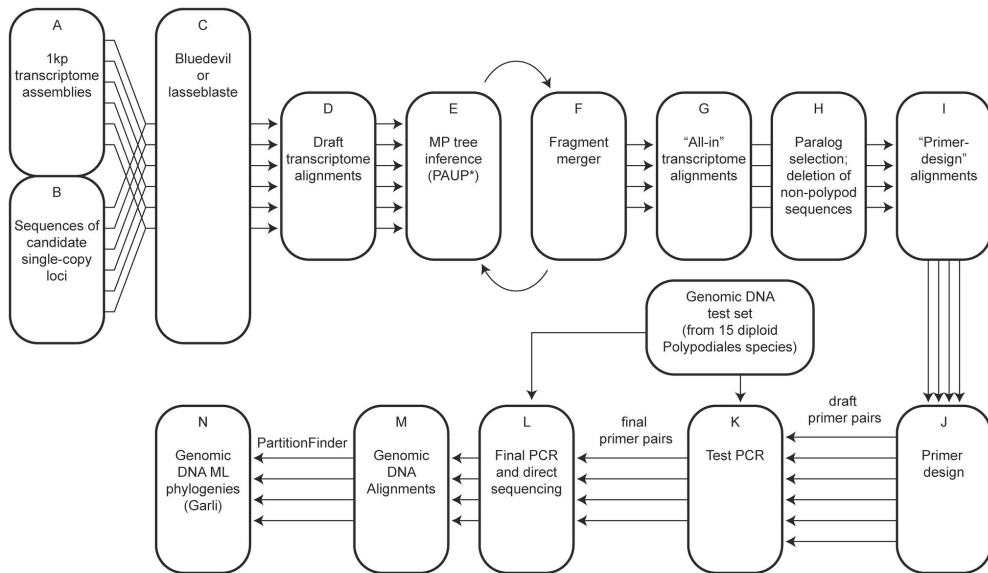 A
1kp
transcriptome
assemblies
B
Sequences of
candidate
single-copy
loci
C
Bluedevil
or
lasseblaste
D
Draft
transcriptome
alignments
E
MP tree
inference
(PAUP*)
F
Fragment
merger
G
“All-in”
transcriptome
alignments
H
Paralog
selection;
deletion of
non-polypod
sequences
I
“Primer-
design”
alignments
Genomic DNA
test set
(from 15 diploid
Polypodiales species)
J
Primer
design
draft
primer pairs
K
Test PCR
final
primer pairs
L
Final PCR
and direct
sequencing
M
Genomic
DNA
Alignments
PartitionFinder
N
Genomic
DNA ML
phylogenies
(Garli)